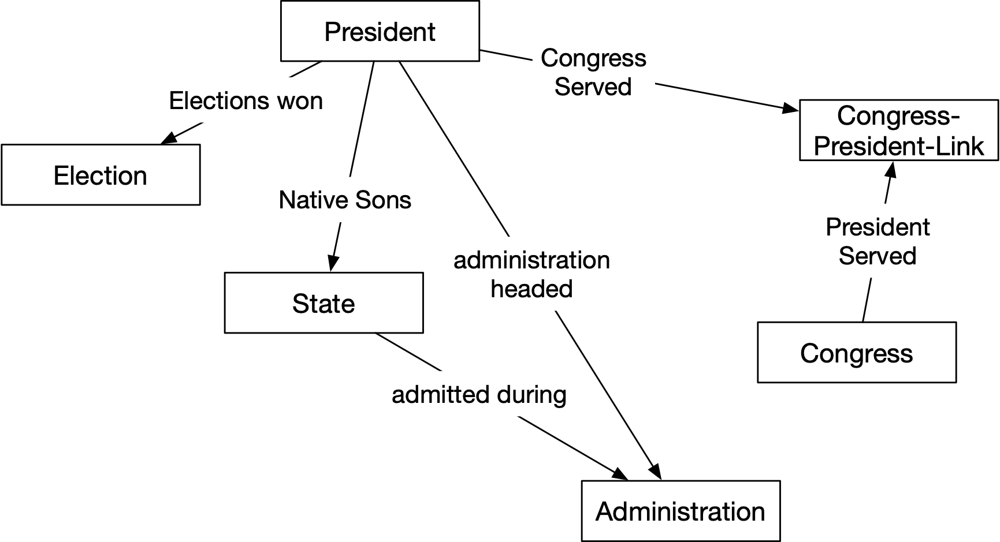 President
Congress
Served
Elections won
Congress-
President-Link
Election
Native Sons
President
Served
administration
headed
State
Congress
admitted during
Administration